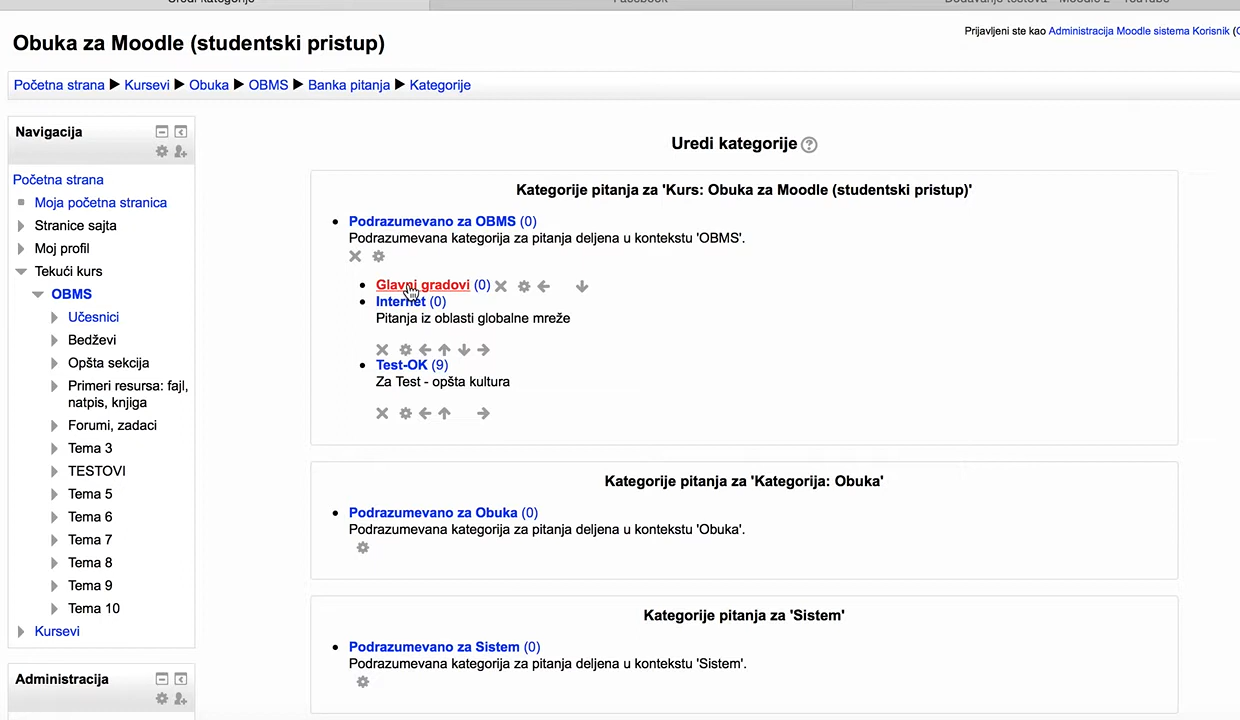 Obuka za Moodle (studentski pristup)
Prijavljeni ste kao Administracija Moodle sistema Korisnik
Početna strana ► Kursevi ► Obuka ► OBMS ► Banka pitanja ► Kategorije
Navigacija
Početna strana
Moja početna stranica
Stranice sajta
Moj profil
Tekući kurs
OBMS
Učesnici
Bedževi
Opšta sekcija
Primeri resursa: fajl,
natpis, knjiga
Forumi, zadaci
Tema 3
TESTOVI
Tema 5
Tema 6
Tema 7
Tema 8
Tema 9
Tema 10
Kursevi
Administracija
Uredi kategorije
Kategorije pitanja za 'Kurs: Obuka za Moodle (studentski pristup)'
Podrazumevano za OBMS (0)
Podrazumevana kategorija za pitanja deljena u kontekstu 'OBMS'.
Glavni gradovi (0)
Internet (0)
Pitanja iz oblasti globalne mreže
Test-OK (9)
Za Test - opšta kultura
Kategorije pitanja za 'Kategorija: Obuka'
Podrazumevano za Obuka (0)
Podrazumevana kategorija za pitanja deljena u kontekstu 'Obuka'.
Kategorije pitanja za 'Sistem'
Podrazumevano za Sistem (0)
Podrazumevana kategorija za pitanja deljena u kontekstu 'Sistem'.